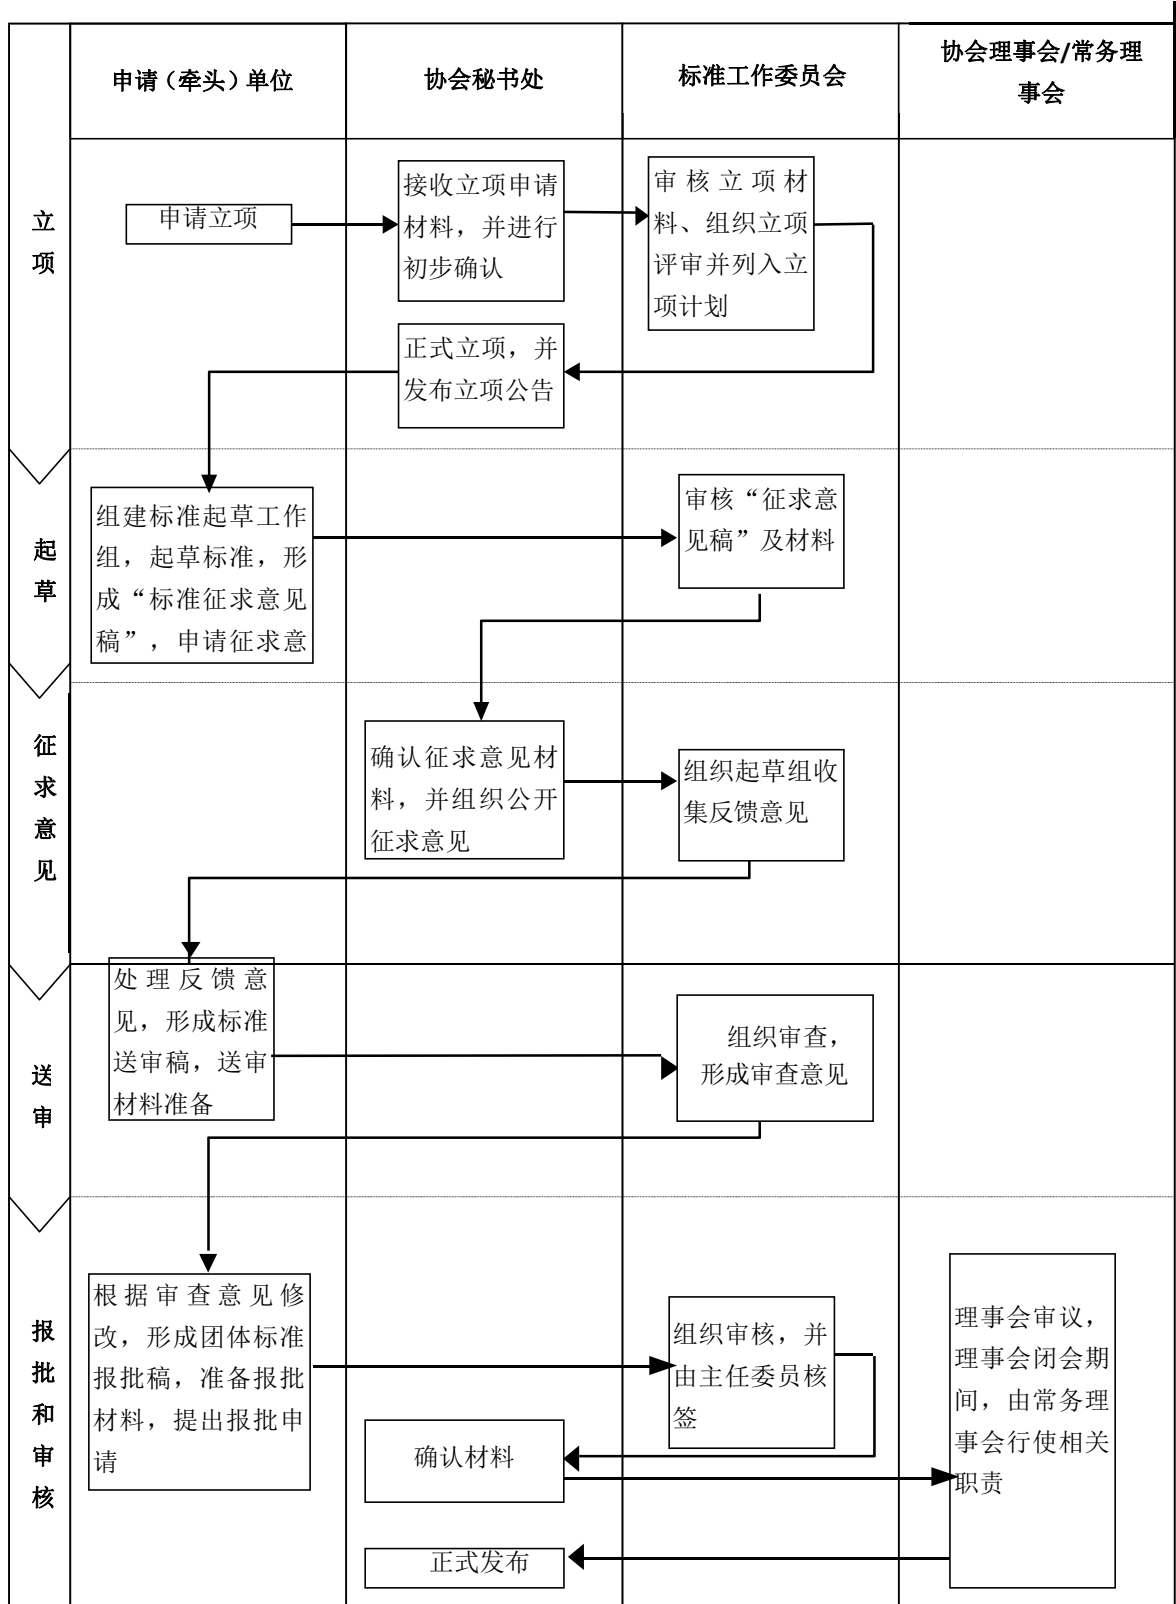 申请（牵头）单位
协会秘书处
标准工作委员会
协会理事会/常务理
事会
立
项
申请立项
接收立项申请
材料，并进行
初步确认
审核立项材
料、组织立项
评审并列入立
项计划
正式立项，并
发布立项公告
起
草
组建标准起草工作
组，起草标准，形
成“标准征求意见
稿”，申请征求意
审核“征求意
见稿”及材料
征
求
意
见
确认征求意见材
料，并组织公开
征求意见
组织起草组收
集反馈意见
送
审
处理反馈意
见，形成标准
送审稿，送审
材料准备
组织审查，
形成审查意见
报
批
和
审
核
根据审查意见修
改，形成团体标准
报批稿，准备报批
材料，提出报批申
请
组织审核，并
由主任委员核
签
确认材料
理事会审议，
理事会闭会期
间，由常务理
事会行使相关
职责
正式发布